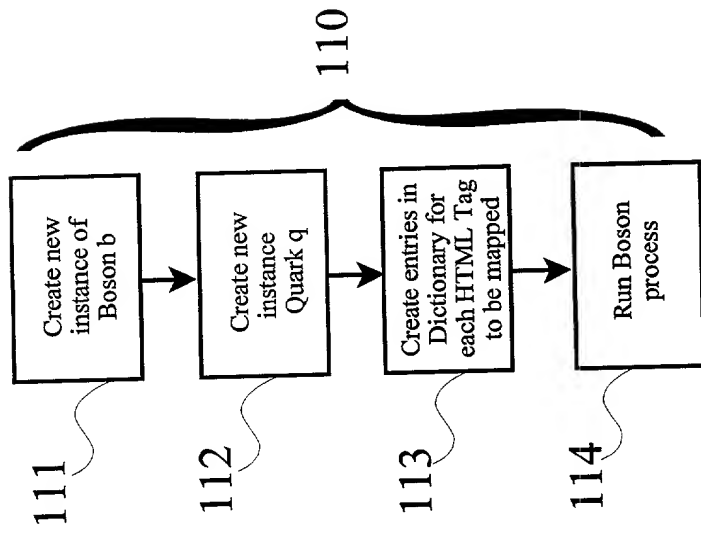 110
111
Create new
instance of
Boson b
112
Create new
instance
Quark q
113
Create entries in
Dictionary for
each HTML Tag
to be mapped
114
Run Boson
process